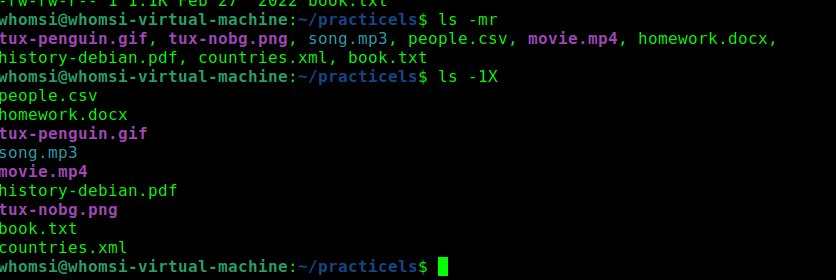 -rw-rw-r-- 1 1.1K Feb 27  2022 book.txt
whomsi@whomsi-virtual-machine:~/practicels$ ls -mr
tux-penguin.gif, tux-nobg.png, song.mp3, people.csv, movie.mp4, homework.docx,
history-debian.pdf, countries.xml, book.txt
whomsi@whomsi-virtual-machine:~/practicels$ ls -1X
people.csv
homework.docx
tux-penguin.gif
song.mp3
movie.mp4
history-debian.pdf
tux-nobg.png
book.txt
countries.xml
whomsi@whomsi-virtual-machine:~/practicels$